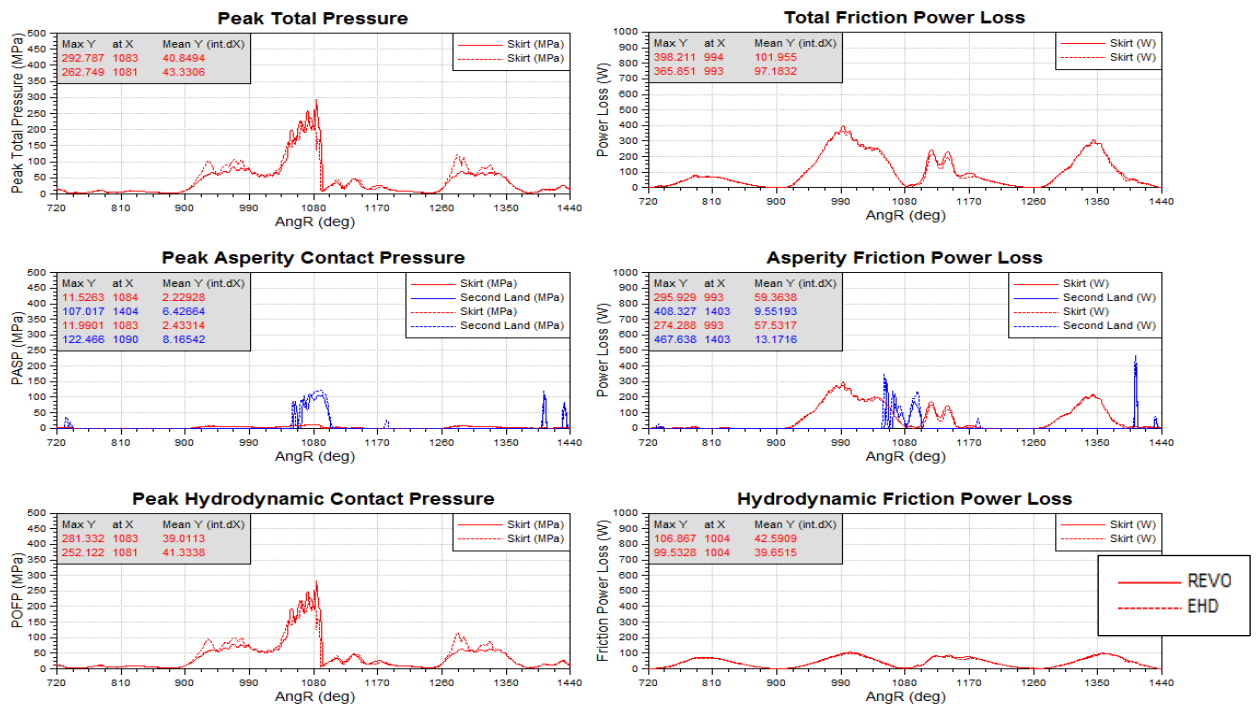 Peak Total Pressure
Peak Total Pressure (MPa)
500
450
400
350
300
250
200
150
100
50
0
Max Y at X Mean Y (int.dX)
292.787 1083 40.8494
262.749 1081 43.3306
Skirt (MPa)
Skirt (MPa)
720 810 900 990 1080 1170 1260 1350 1440
AngR (deg)
Total Friction Power Loss
Power Loss (W)
1000
900
800
700
600
500
400
300
200
100
0
Max Y at X Mean Y (int.dX)
398.211 994 101.955
365.851 993 97.1832
Skirt (W)
Skirt (W)
720 810 900 990 1080 1170 1260 1350 1440
AngR (deg)
Peak Asperity Contact Pressure
PASP (MPa)
500
450
400
350
300
250
200
150
100
50
0
Max Y at X Mean Y (int.dX)
11.5263 1084 2.22928
107.017 1404 6.42664
11.9901 1083 2.43314
122.466 1090 8.16542
Skirt (MPa)
Second Land (MPa)
Skirt (MPa)
Second Land (MPa)
720 810 900 990 1080 1170 1260 1350 1440
AngR (deg)
Asperity Friction Power Loss
Power Loss (W)
1000
900
800
700
600
500
400
300
200
100
0
Max Y at X Mean Y (int.dX)
295.929 993 59.3638
408.327 1403 9.55193
274.288 993 57.5317
467.638 1403 13.1716
Skirt (W)
Second Land (W)
Skirt (W)
Second Land (W)
720 810 900 990 1080 1170 1260 1350 1440
AngR (deg)
Peak Hydrodynamic Contact Pressure
POFP (MPa)
500
450
400
350
300
250
200
150
100
50
0
Max Y at X Mean Y (int.dX)
281.332 1083 39.0113
252.122 1081 41.3338
Skirt (MPa)
Skirt (MPa)
720 810 900 990 1080 1170 1260 1350 1440
AngR (deg)
Hydrodynamic Friction Power Loss
Friction Power Loss (W)
1000
900
800
700
600
500
400
300
200
100
0
Max Y at X Mean Y (int.dX)
106.867 1004 42.5909
99.5328 1004 39.6515
Skirt (W)
Skirt (W)
720 810 900 990 1080 1170 1260 1350 1440
AngR (deg)
REVO
EHD